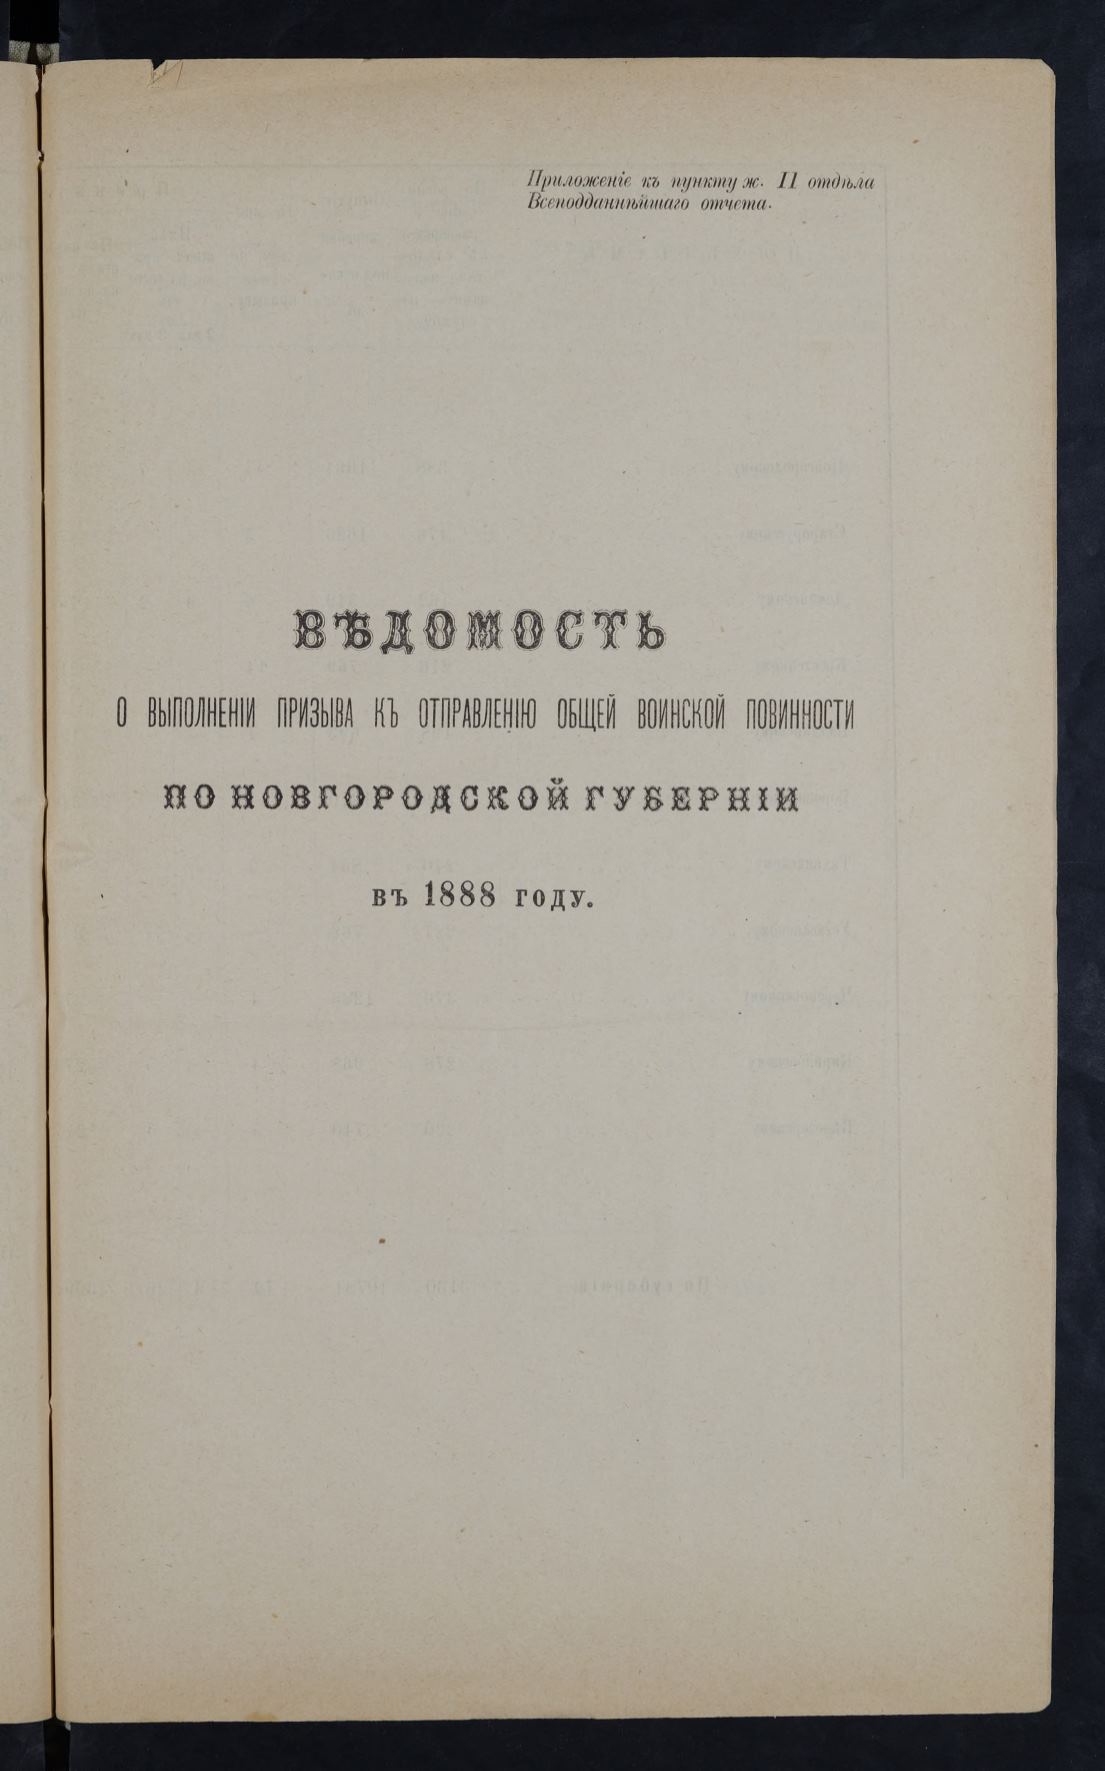 Приложеніе къ пункту ж. II отдѣла
Всеподданнѣйшаго отчета.
ВѢДОМОСТЬ
О ВЫПОЛНЕНІИ ПРИЗЫВА КЪ ОТПРАВЛЕНІЮ ОБЩЕЙ ВОИНСКОЙ ПОВИННОСТИ
ПО НОВГОРОДСКОЙ ГУБЕРНІИ
въ 1888 году.